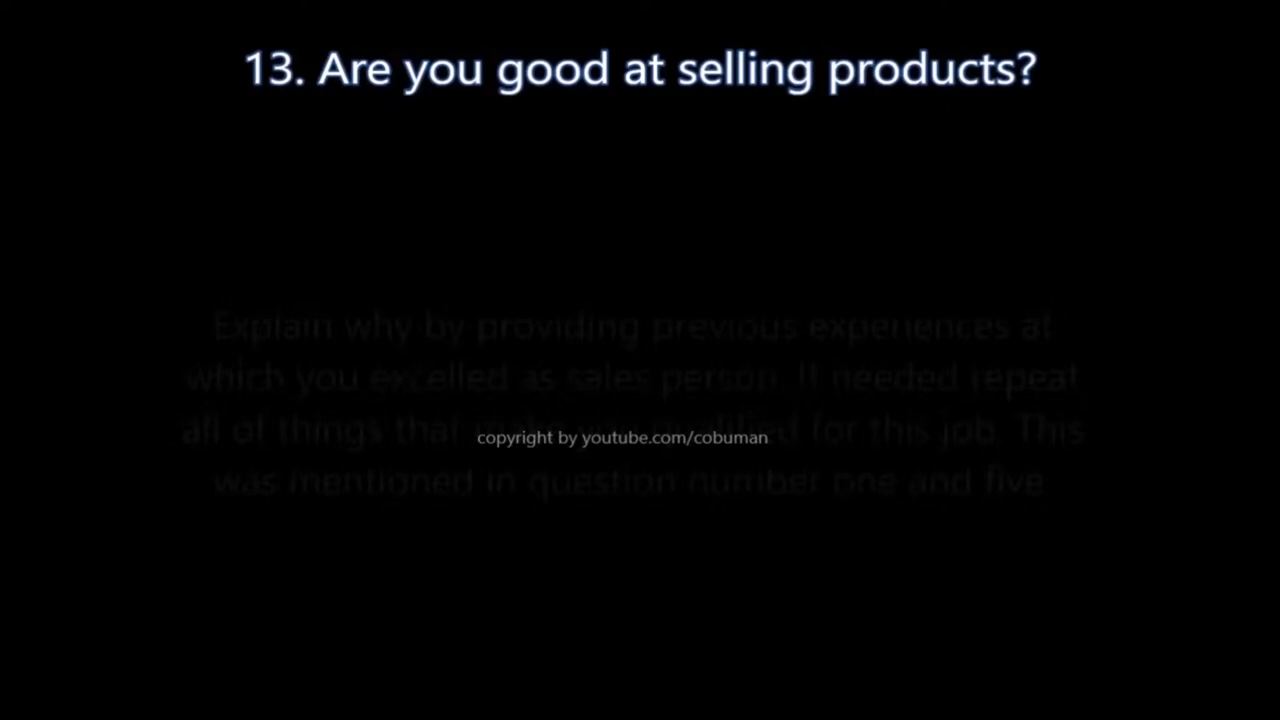 13. Are you good at selling products?
Explain why by providing previous experiences at
which you excelled as sales person. If needed repeat
all of things that make you qualified for this job. This
copyright by youtube.com/cobuman
was mentioned in question number one and five